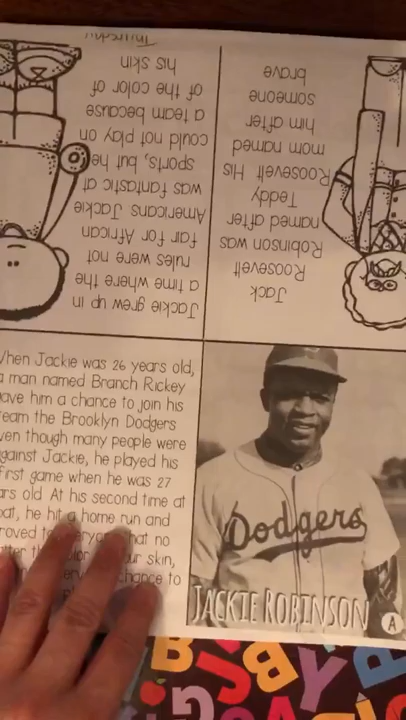 Thursday
Jackie grew up in
a time where the
rules were not
fair for African
Americans. Jackie
was fantastic at
sports, but he
could not play on
a team because
of the color of
his skin
Jack
Roosevelt
Robinson was
named after
Teddy
Roosevelt. His
mom named
him after
someone
brave
When Jackie was 26 years old,
a man named Branch Rickey
gave him a chance to join his
team the Brooklyn Dodgers
even though many people were
against Jackie, he played his
first game when he was 27
years old At his second time at
bat, he hit a home run and
proved to that no
skin,
chance to
Dodgers
JACKIE ROBINSON
A